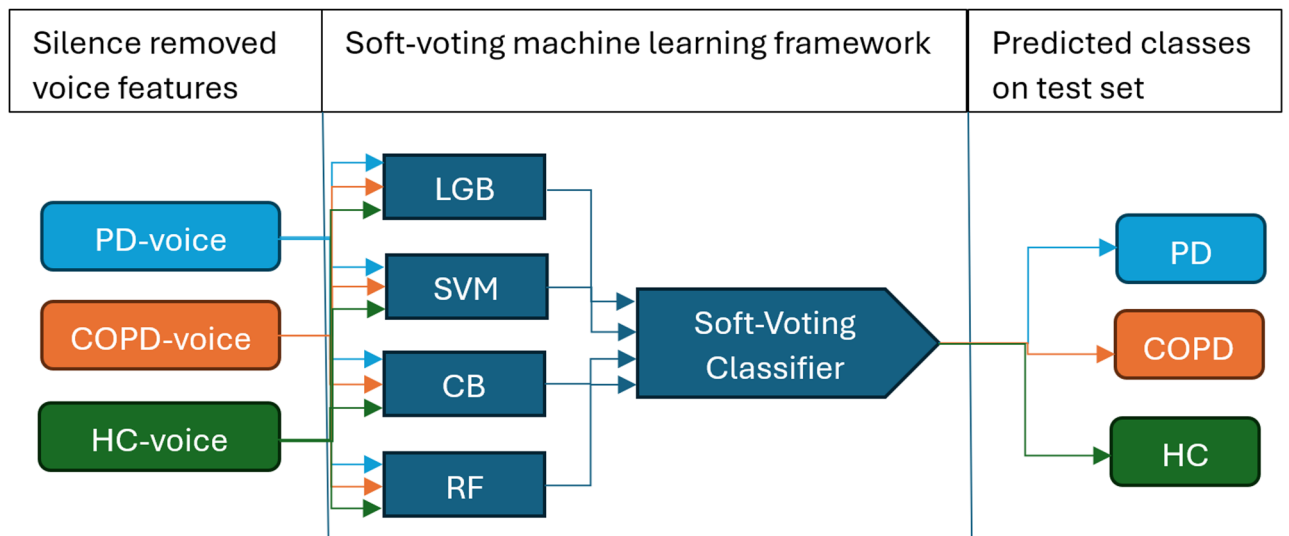 Silence removed
voice features
Soft-voting machine learning framework
Predicted classes
on test set
PD-voice
COPD-voice
HC-voice
LGB
SVM
CB
RF
Soft-Voting
Classifier
PD
COPD
HC